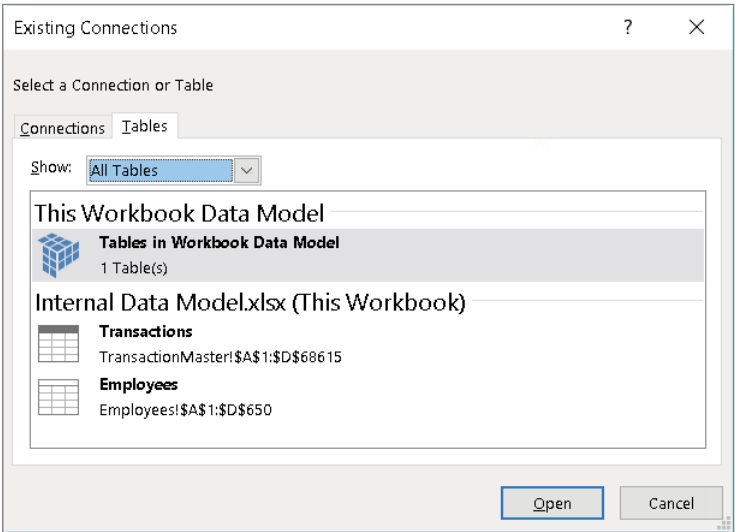 Existing Connections
?
Select a Connection or Table
Connections Tables
Show: All Tables
This Workbook Data Model
Tables in Workbook Data Model
1 Table(s)
Internal Data Model.xlsx (This Workbook)
Transactions
TransactionMaster!$A$1:$D$68615
Employees
Employees!$A$1:$D$650
Open Cancel